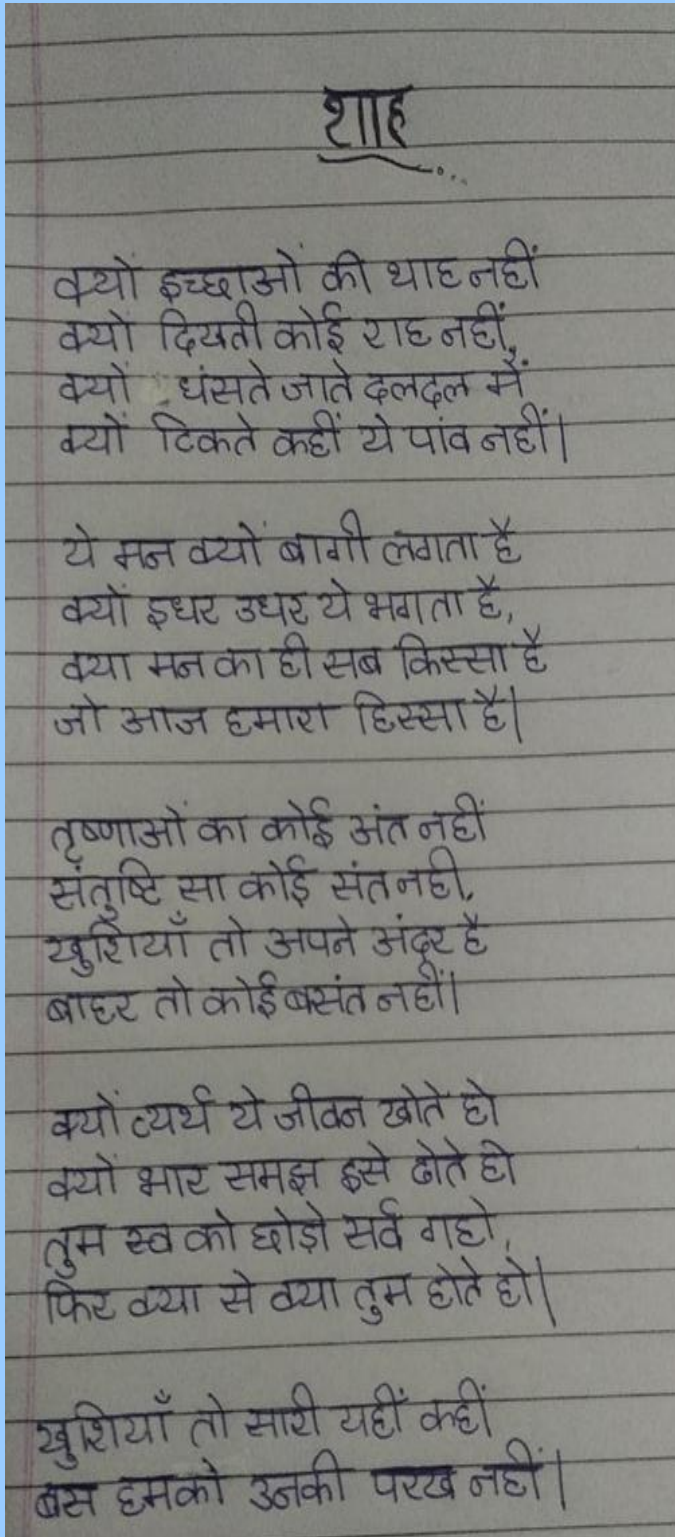 राह
क्यों इच्छाओं की थाह नहीं
क्यों दिखती कोई राह नहीं,
क्यों धंसते जाते दलदल में
क्यों टिकते कहीं ये पांव नहीं|
ये मन क्यों बागी लगता है
क्यों इधर उधर ये भगता है,
क्या मन का ही सब किस्सा है
जो आज हमारा हिस्सा है|
तृष्णाओं का कोई अंत नहीं
संतुष्टि सा कोई संत नही,
खुशियाँ तो अपने अंदर है
बाहर तो कोई बसंत नहीं|
क्यों व्यर्थ ये जीवन खोते हो
क्यों भार समझ इसे ढोते हो
तुम स्व को छोड़ो सर्व गहो,
फिर क्या से क्या तुम होते हो|
खुशियाँ तो सारी यहीं कहीं
बस हमको उनकी परख नहीं|